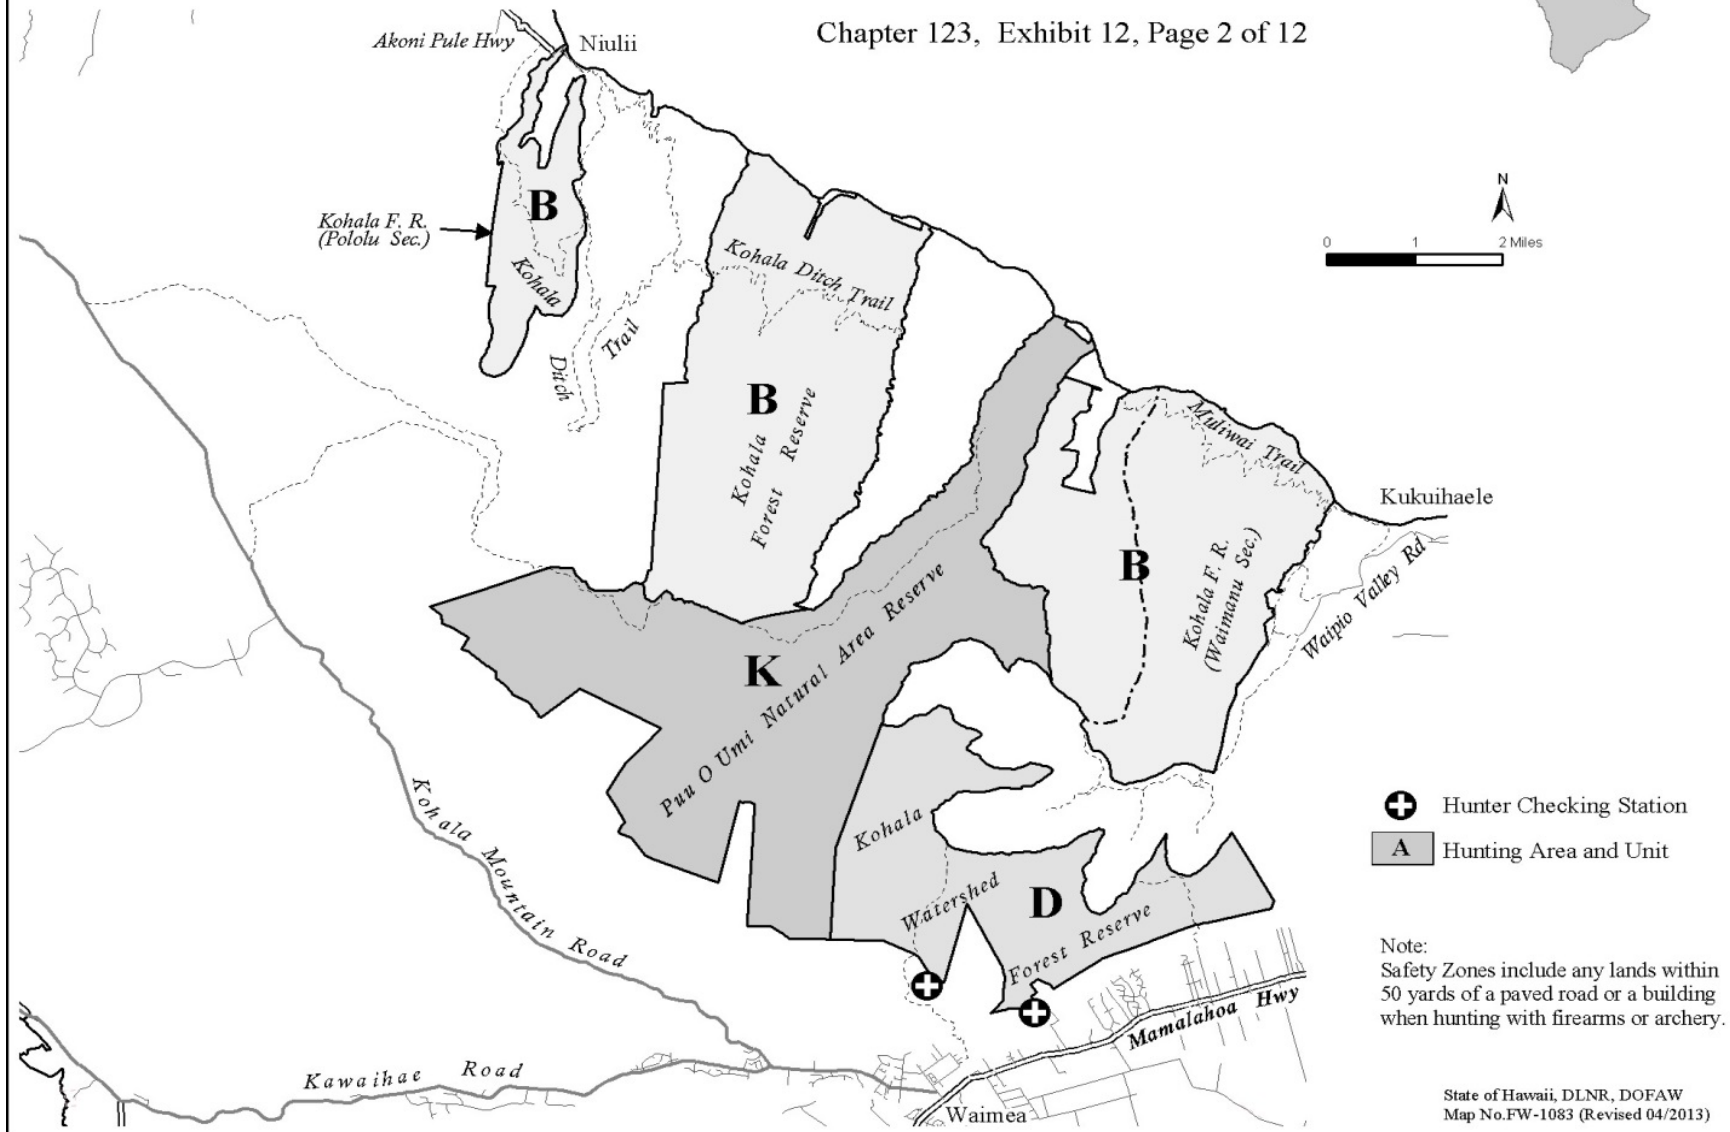 Chapter 123, Exhibit 12, Page 2 of 12
Akoni Pule Hwy
Niulii
N
B
Kohala F. R.
(Pololu Sec.)
0 1 2 Miles
Kohala
Kohala Ditch Trail
Ditch
Trail
B
Kohala
Forest Reserve
Muliwai Trail
Kukuihaele
B
Kohala F. R.
(Waimanu Sec.)
Waipio Valley Rd
K
Puu O Umi Natural Area Reserve
Kohala Mountain Road
Kohala
Watershed
D
Forest Reserve
Hunter Checking Station
A Hunting Area and Unit
Note:
Safety Zones include any lands within
50 yards of a paved road or a building
when hunting with firearms or archery.
Mamalahoa Hwy
Kawaihae Road
Waimea
State of Hawaii, DLNR, DOFAW
Map No.FW-1083 (Revised 04/2013)